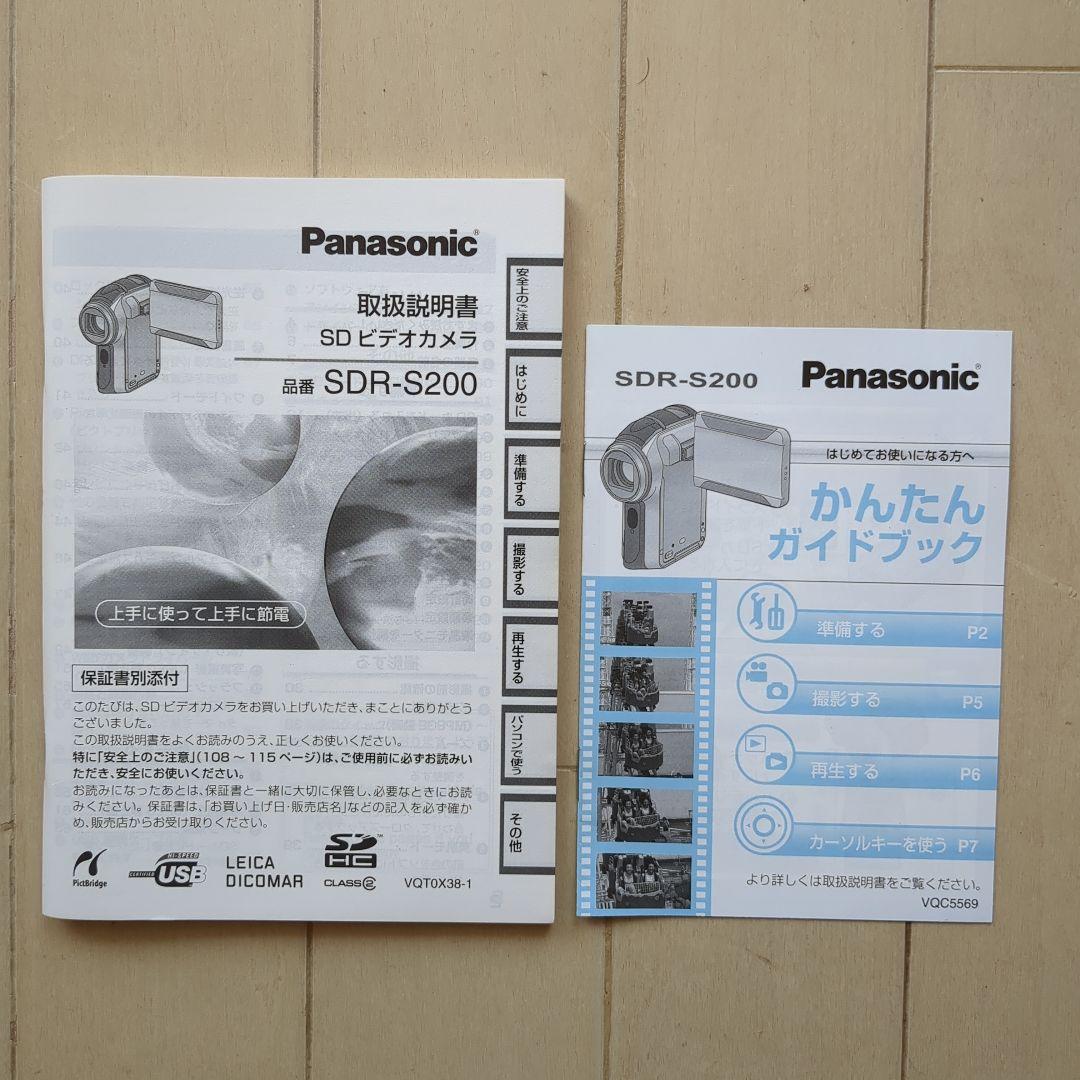 Panasonic®
取扱説明書
SD ビデオカメラ
品番 SDR-S200
上手に使って上手に節電
保証書別添付
このたびは、SD ビデオカメラをお買い上げいただき、まことにありがとう
ございました。
この取扱説明書をよくお読みのうえ、正しくお使いください。
特に「安全上のご注意」(108 ～ 115 ページ)は、ご使用前に必ずお読みい
ただき、安全にお使いください。
お読みになったあとは、保証書と一緒に大切に保管し、必要なときにお読
みください。保証書は、「お買い上げ日・販売店名」などの記入を必ず確か
め、販売店からお受け取りください。
PictBridge
CERTIFIED HI-SPEED USB
LEICA
DICOMAR
SD HC™
CLASS②
VQT0X38-1
安全上のご注意
はじめに
準備する
撮影する
再生する
パソコンで使う
その他
SDR-S200 Panasonic®
はじめてお使いになる方へ
かんたん
ガイドブック
準備する P2
撮影する P5
再生する P6
カーソルキーを使う P7
より詳しくは取扱説明書をご覧ください。
VQC5569